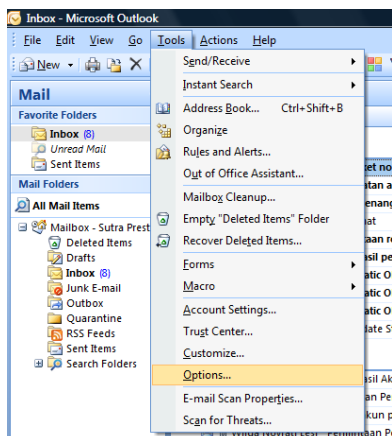 Inbox - Microsoft Outlook
File Edit View Go Tools Actions Help
New
Send/Receive
Instant Search
Address Book... Ctrl+Shift+B
Organize
Rules and Alerts...
Out of Office Assistant...
Mailbox Cleanup...
Empty "Deleted Items" Folder
Recover Deleted Items...
Forms
Macro
Account Settings...
Trust Center...
Customize...
Options...
E-mail Scan Properties...
Scan for Threats...
Mail
Favorite Folders
Inbox (8)
Unread Mail
Sent Items
Mail Folders
All Mail Items
Mailbox - Sutra Prest
Deleted Items
Drafts
Inbox (8)
Junk E-mail
Outbox
Quarantine
RSS Feeds
Sent Items
Search Folders